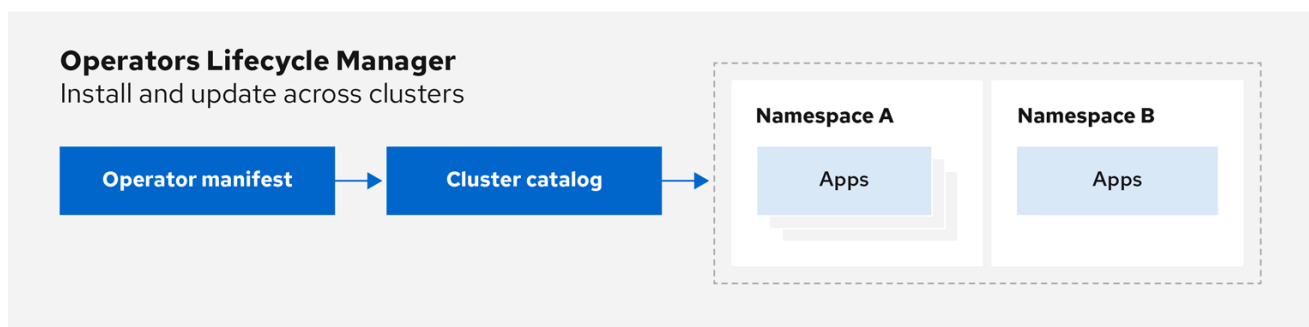 Operators Lifecycle Manager
Install and update across clusters
Operator manifest
Cluster catalog
Namespace A
Apps
Namespace B
Apps